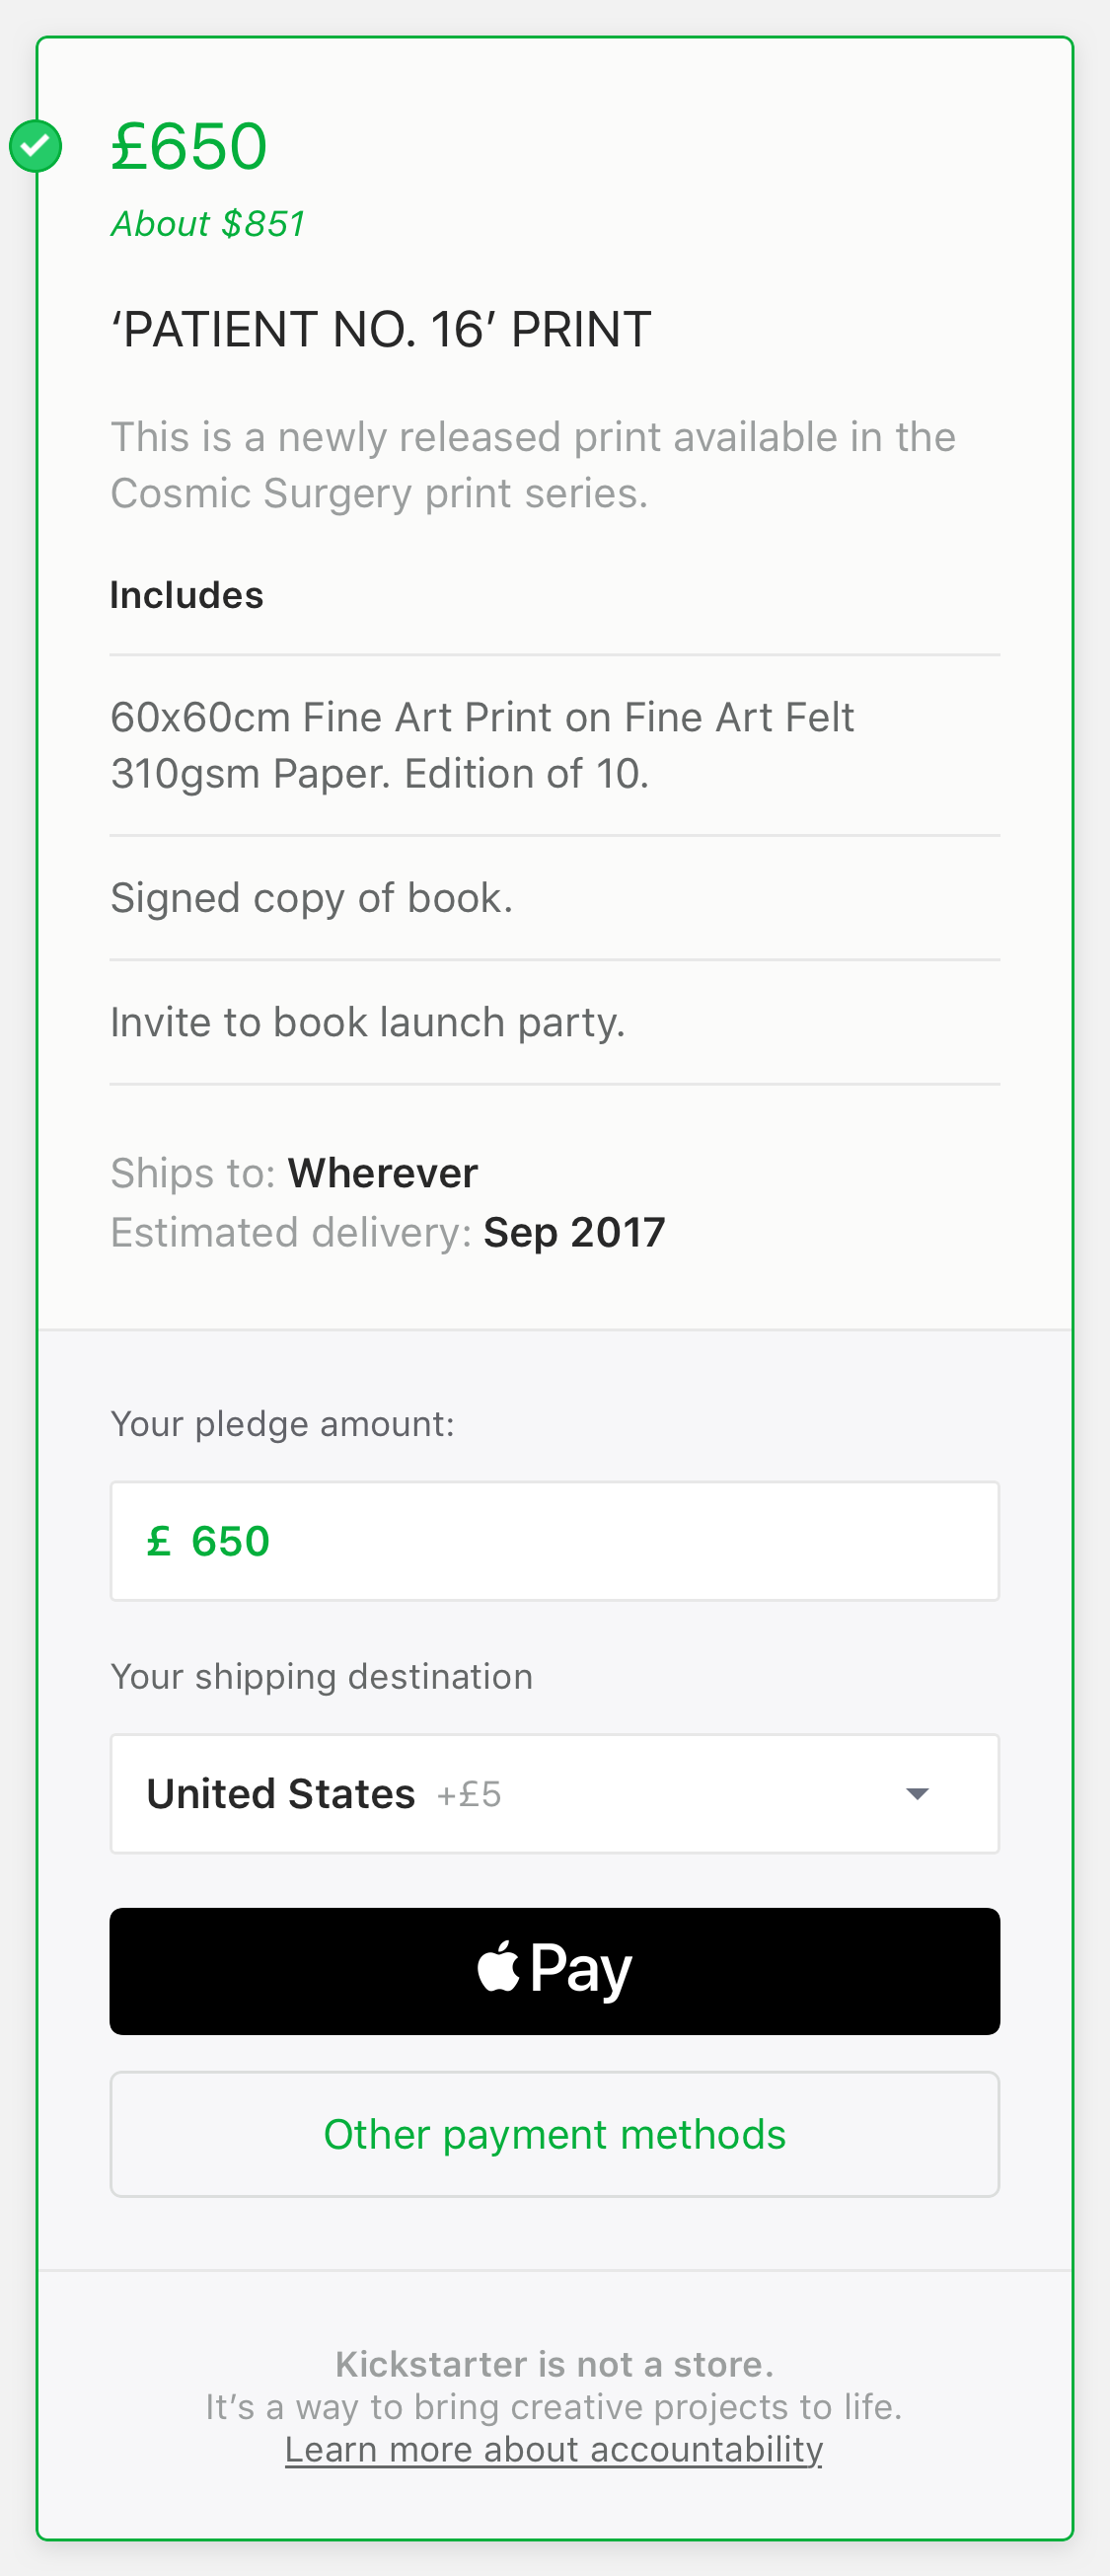 £650
About $851
‘PATIENT NO. 16’ PRINT
This is a newly released print available in the
Cosmic Surgery print series.
Includes
60x60cm Fine Art Print on Fine Art Felt
310gsm Paper. Edition of 10.
Signed copy of book.
Invite to book launch party.
Ships to: Wherever
Estimated delivery: Sep 2017
Your pledge amount:
£ 650
Your shipping destination
United States +£5
Pay
Other payment methods
Kickstarter is not a store.
It’s a way to bring creative projects to life.
Learn more about accountability